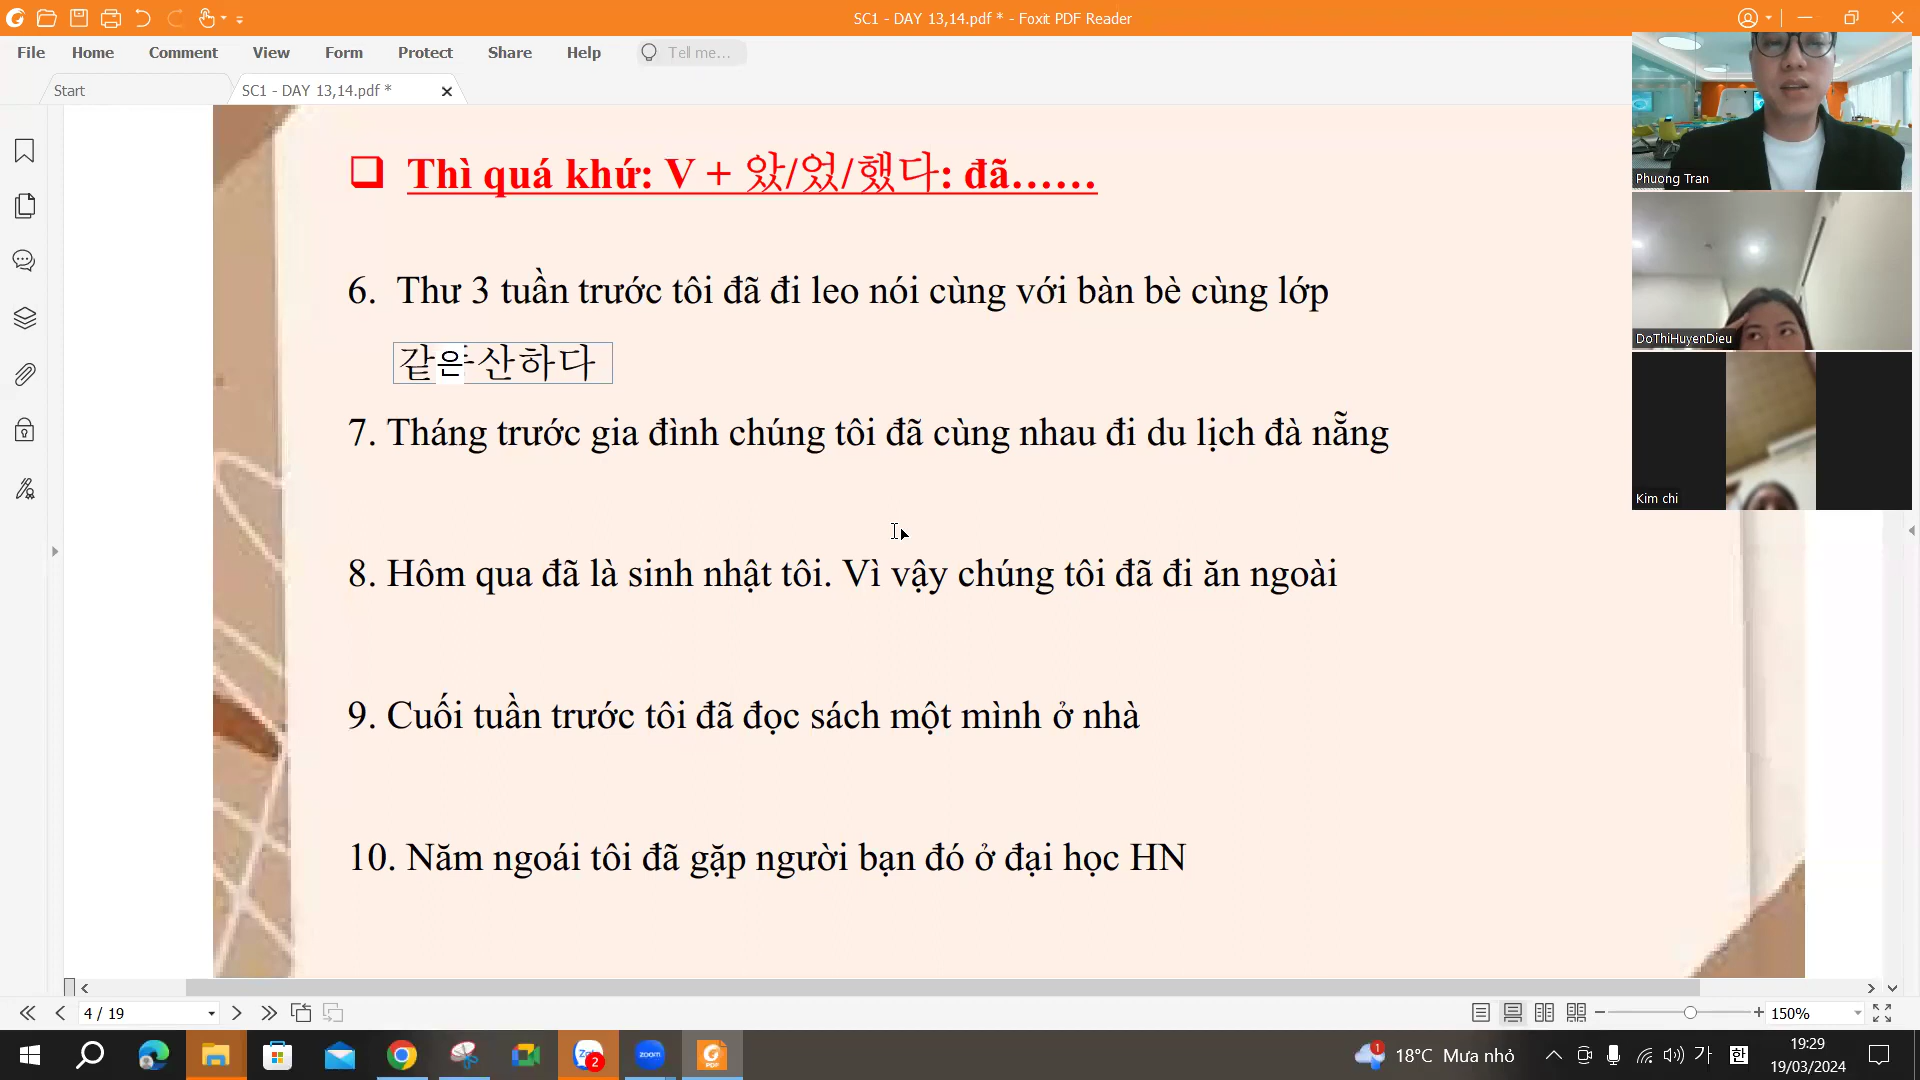 SC1 - DAY 13,14.pdf * - Foxit PDF Reader
File Home Comment View Form Protect Share Help Tell me...
Start SC1 - DAY 13,14.pdf *
Thì quá khứ: V + 았/었/했다: đã......
6. Thư 3 tuần trước tôi đã đi leo nói cùng với bàn bè cùng lớp
같은 산하다
7. Tháng trước gia đình chúng tôi đã cùng nhau đi du lịch đà nẵng
8. Hôm qua đã là sinh nhật tôi. Vì vậy chúng tôi đã đi ăn ngoài
9. Cuối tuần trước tôi đã đọc sách một mình ở nhà
10. Năm ngoái tôi đã gặp người bạn đó ở đại học HN
Phuong Tran
DoThiHuyenDieu
Kim chi
4 / 19
150%
zoom
PDF
2
1
18°C Mưa nhỏ
가 한
19:29
19/03/2024